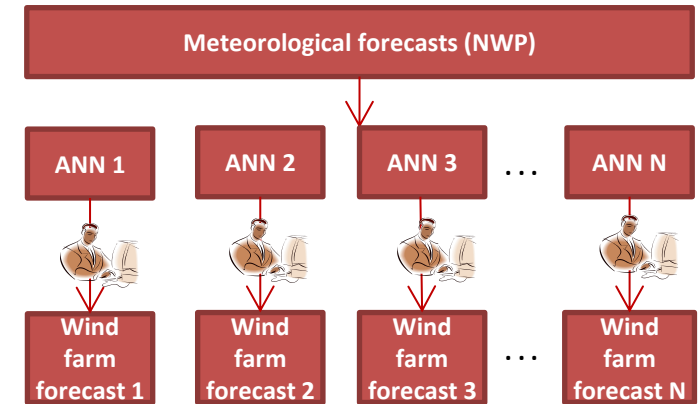 Meteorological forecasts (NWP)
ANN 1
ANN 2
ANN 3
...
ANN N
Wind
farm
forecast 1
Wind
farm
forecast 2
Wind
farm
forecast 3
...
Wind
farm
forecast N